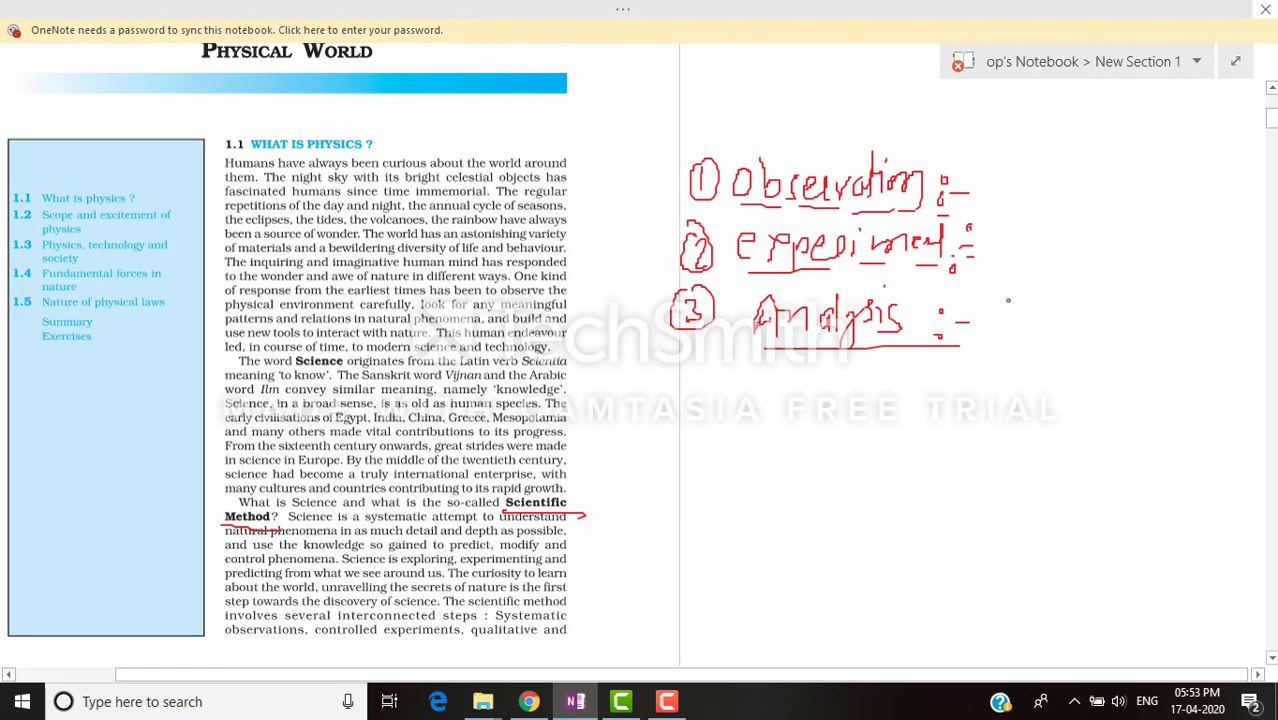 OneNote needs a password to sync this notebook. Click here to enter your password.
PHYSICAL WORLD
op's Notebook > New Section 1
1.1 WHAT IS PHYSICS ?
Humans have always been curious about the world around
them. The night sky with its bright celestial objects has
fascinated humans since time immemorial. The regular
repetitions of the day and night, the annual cycle of seasons,
the eclipses, the tides, the volcanoes, the rainbow have always
been a source of wonder. The world has an astonishing variety
of materials and a bewildering diversity of life and behaviour.
The inquiring and imaginative human mind has responded
to the wonder and awe of nature in different ways. One kind
of response from the earliest times has been to observe the
physical environment carefully, look for any meaningful
patterns and relations in natural phenomena, and build and
use new tools to interact with nature. This human endeavour
led, in course of time, to modern science and technology.
The word Science originates from the Latin verb Scientia
meaning 'to know'. The Sanskrit word Vijnan and the Arabic
word Ilm convey similar meaning, namely 'knowledge'.
Science, in a broad sense, is as old as human species. The
early civilisations of Egypt, India, China, Greece, Mesopotamia
and many others made vital contributions to its progress.
From the sixteenth century onwards, great strides were made
in science in Europe. By the middle of the twentieth century,
science had become a truly international enterprise, with
many cultures and countries contributing to its rapid growth.
What is Science and what is the so-called Scientific
Method? Science is a systematic attempt to understand
natural phenomena in as much detail and depth as possible,
and use the knowledge so gained to predict, modify and
control phenomena. Science is exploring, experimenting and
predicting from what we see around us. The curiosity to learn
about the world, unravelling the secrets of nature is the first
step towards the discovery of science. The scientific method
involves several interconnected steps : Systematic
observations, controlled experiments, qualitative and
1.1 What is physics ?
1.2 Scope and excitement of
physics
1.3 Physics, technology and
society
1.4 Fundamental forces in
nature
1.5 Nature of physical laws
Summary
Exercises
① Observation :-
② experiment :-
③ Analysis :-
TechSmith
MADE WITH CAMTASIA FREE TRIAL
Type here to search
ENG
05:53 PM
17-04-2020
2